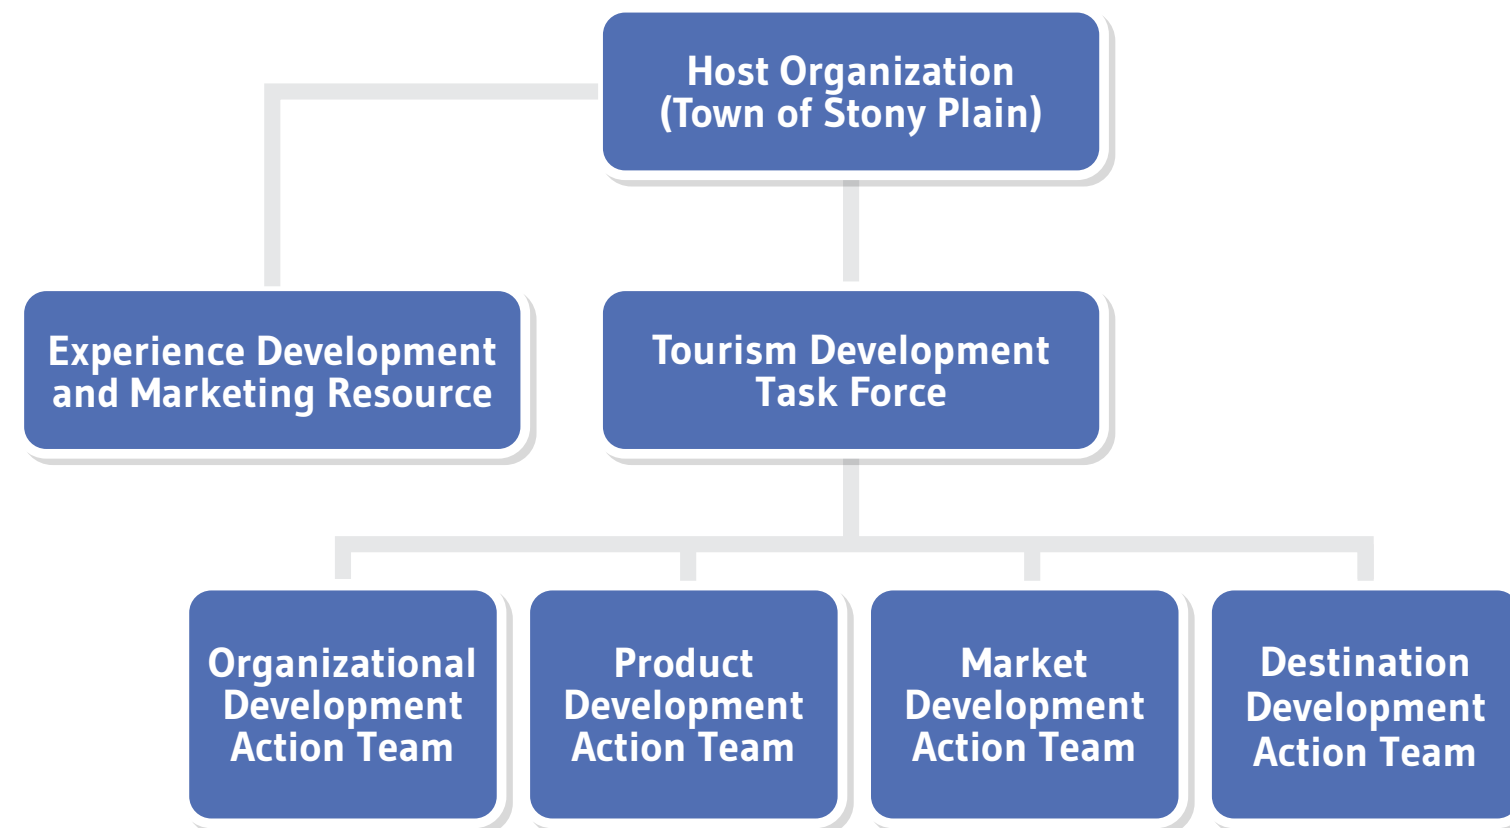 Host Organization
(Town of Stony Plain)
Experience Development
and Marketing Resource
Tourism Development
Task Force
Organizational
Development
Action Team
Product
Development
Action Team
Market
Development
Action Team
Destination
Development
Action Team